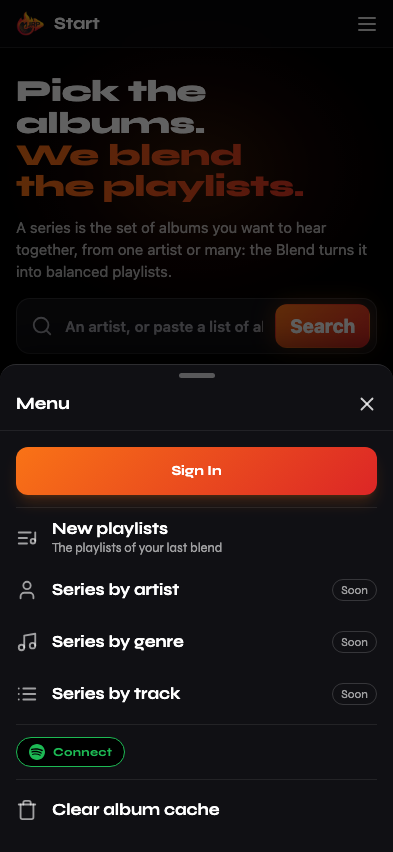 Start
Pick the
albums.
We blend
the playlists.
A series is the set of albums you want to hear
together, from one artist or many: the Blend turns it
into balanced playlists.
An artist, or paste a list of al
Search
Menu
Sign In
New playlists
The playlists of your last blend
Series by artist
Soon
Series by genre
Soon
Series by track
Soon
Connect
Clear album cache